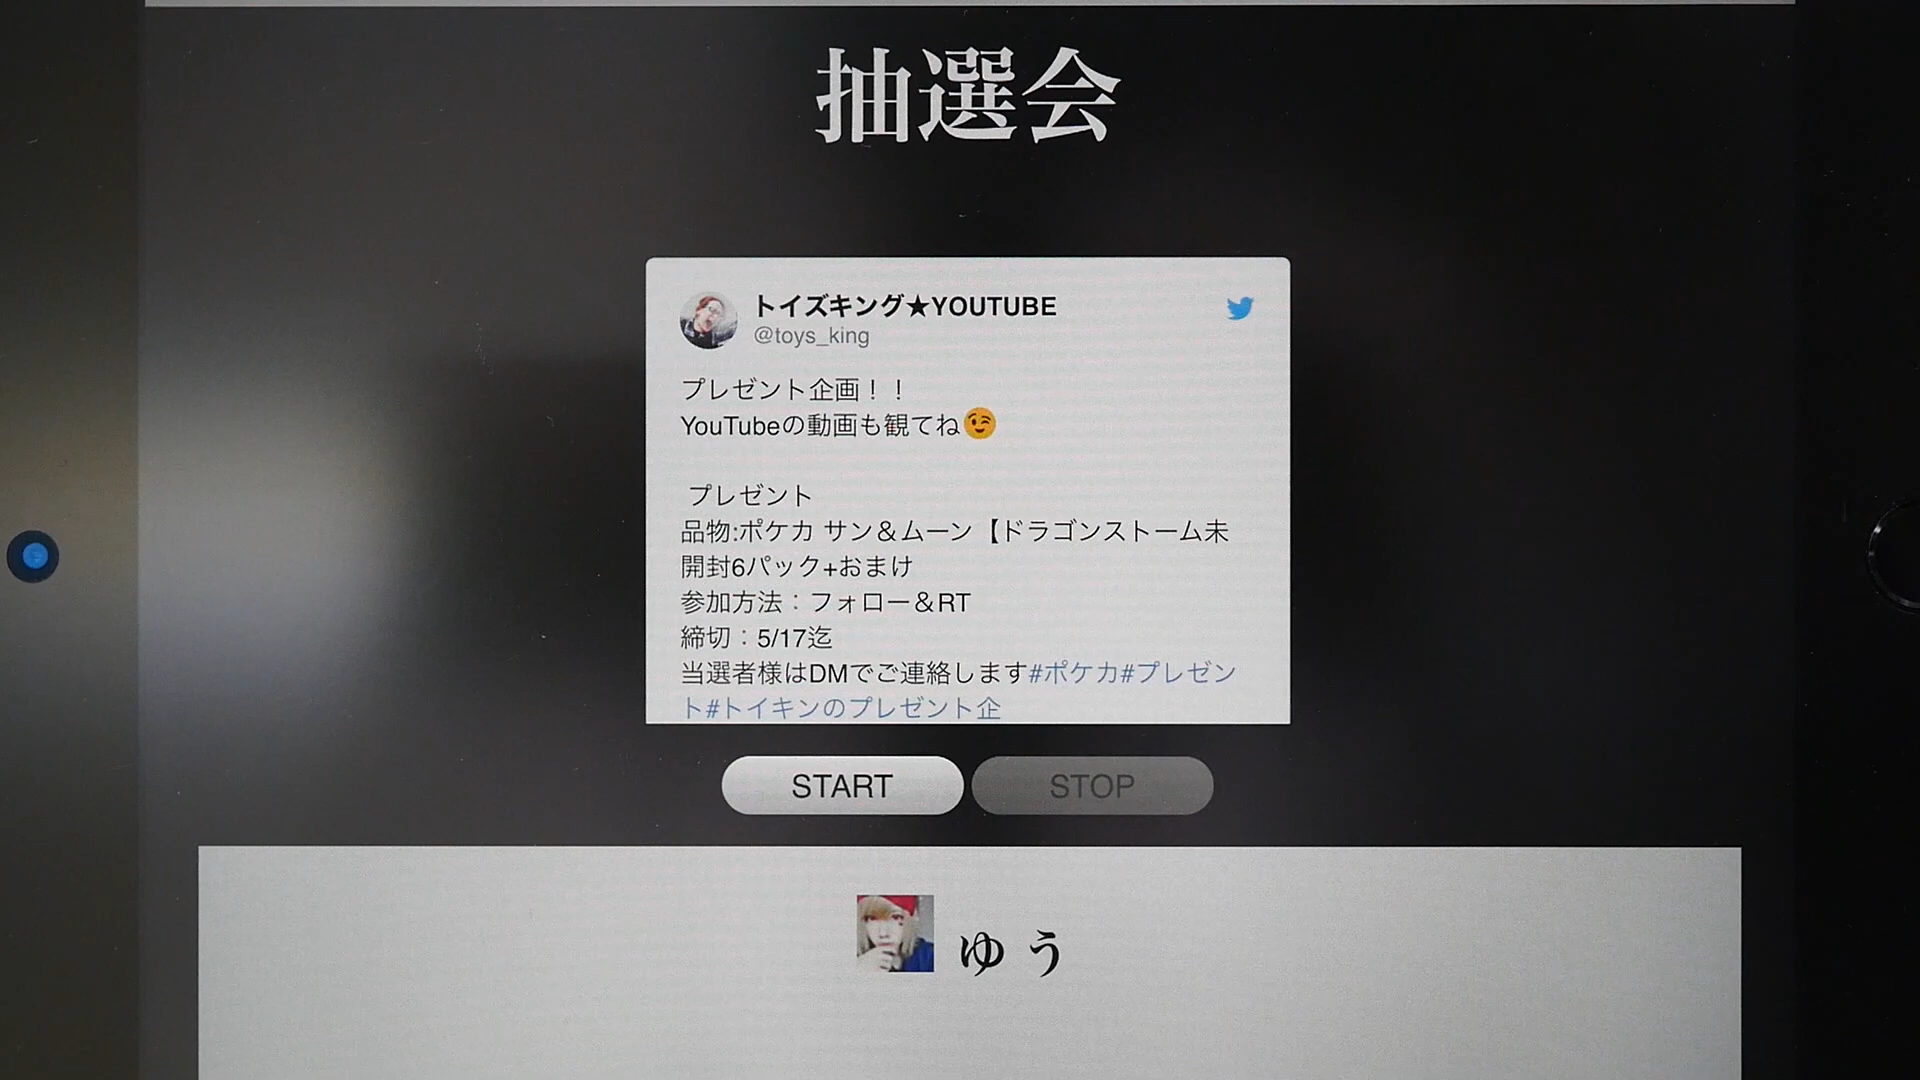 抽選会
トイズキング★YOUTUBE
@toys_king
プレゼント企画！！
YouTubeの動画も観てね😉
プレゼント
品物:ポケカ サン＆ムーン【ドラゴンストーム未
開封6パック+おまけ
参加方法：フォロー＆RT
締切：5/17迄
当選者様はDMでご連絡します#ポケカ#プレゼン
ト#トイキンのプレゼント企
START STOP
ゆう